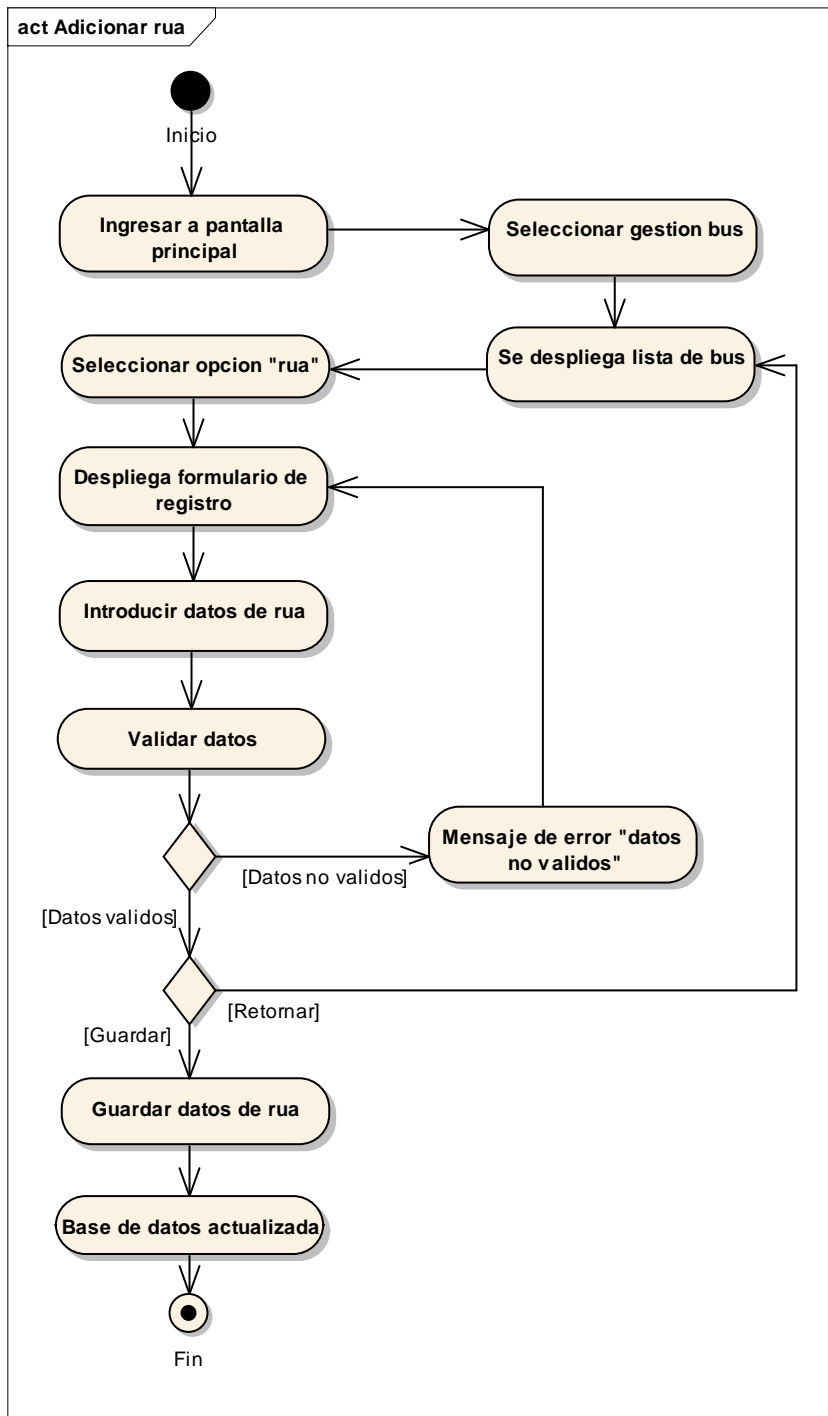 act Adicionar rua
Inicio
Ingresar a pantalla
principal
Seleccionar gestion bus
Se despliega lista de bus
Seleccionar opcion "rua"
Despliega formulario de
registro
Introducir datos de rua
Validar datos
Mensaje de error "datos
no validos"
[Datos no validos]
[Datos validos]
[Retornar]
[Guardar]
Guardar datos de rua
Base de datos actualizada
Fin